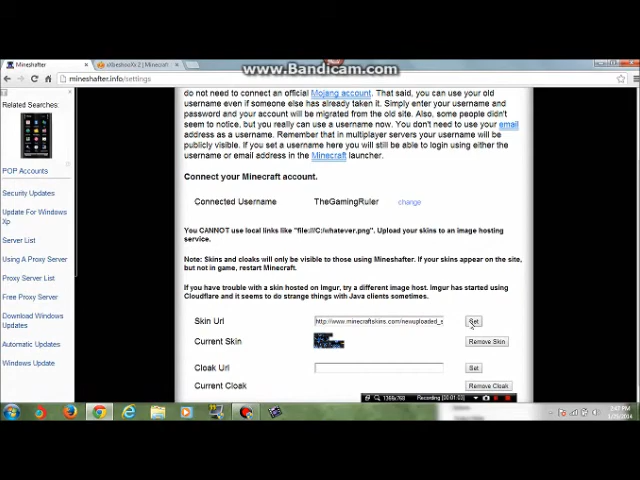 Mineshafter
www.Bandicam.com
mineshafter.info/settings
Related Searches:
POP Accounts
Security Updates
Update For Windows
Xp
Server List
Using A Proxy Server
Proxy Server List
Free Proxy Server
Download Windows
Updates
Automatic Updates
Windows Update
do not need to connect an official Mojang account. That said, you can use your old
username even if someone else has already taken it. Simply enter your username and
password and your account will be migrated from the old site. Also, some people didn't
seem to notice, but you really can use a username now. You don't need to use your email
address as a username. Remember that in multiplayer servers your username will be
publicly visible. If you set a username here you will still be able to login using either the
username or email address in the Minecraft launcher.
Connect your Minecraft account.
Connected Username TheGamingRuler change
You CANNOT use local links like "file:///C:/whatever.png". Upload your skins to an image hosting
service.
Note: Skins and cloaks will only be visible to those using Mineshafter. If your skins appear on the site,
but not in game, restart Minecraft.
If you have trouble with a skin hosted on Imgur, try a different image host. Imgur has started using
Cloudflare and it seems to do strange things with Java clients sometimes.
Skin Url http://www.minecraftskins.com/newuploaded_s Set
Current Skin Remove Skin
Cloak Url Set
Current Cloak Remove Cloak
1366x768 Recording [00:01:03]
2:47 PM